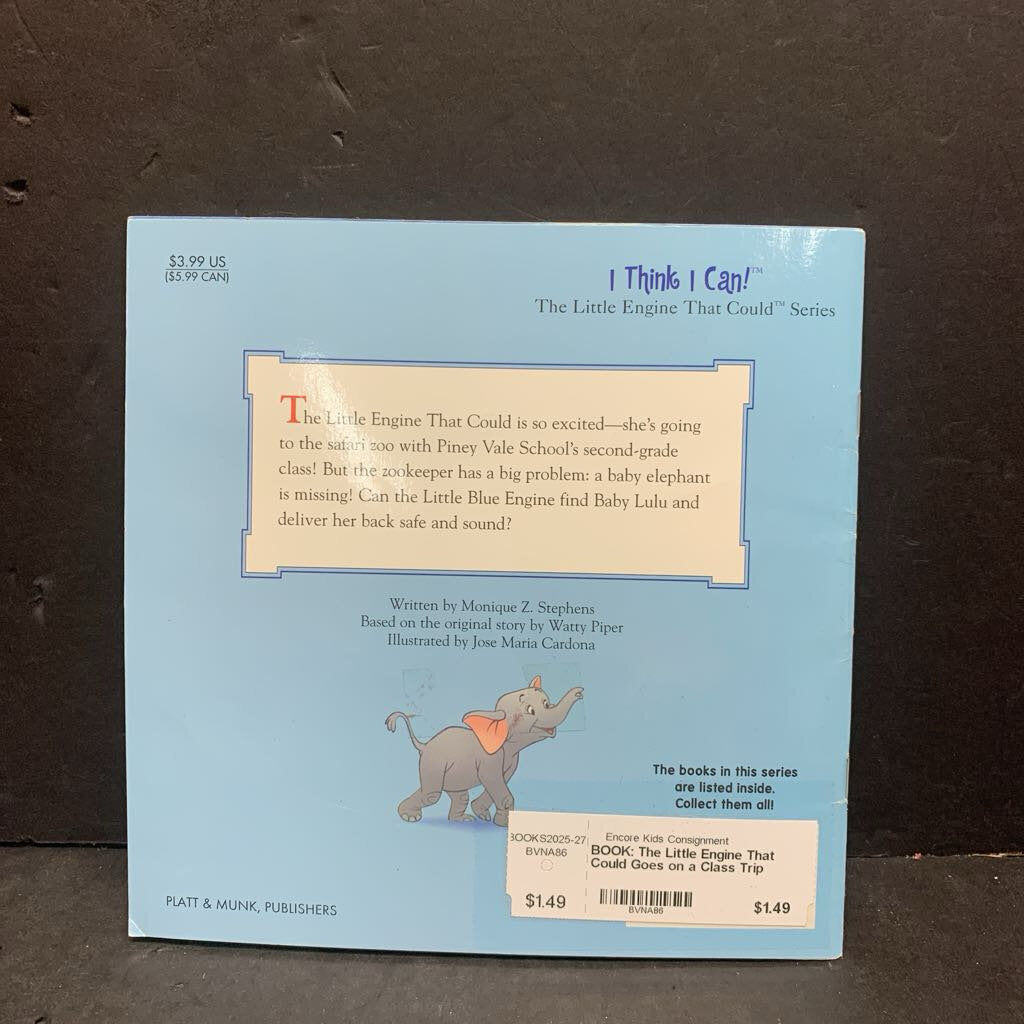 $3.99 US
($5.99 CAN)
I Think I Can!™
The Little Engine That Could™ Series
The Little Engine That Could is so excited—she's going
to the safari zoo with Piney Vale School's second-grade
class! But the zookeeper has a big problem: a baby elephant
is missing! Can the Little Blue Engine find Baby Lulu and
deliver her back safe and sound?
Written by Monique Z. Stephens
Based on the original story by Watty Piper
Illustrated by Jose Maria Cardona
The books in this series
are listed inside.
Collect them all!
PLATT & MUNK, PUBLISHERS
BOOKS2025-27
BVNA86
$1.49
Encore Kids Consignment
BOOK: The Little Engine That
Could Goes on a Class Trip
BVNA86
$1.49